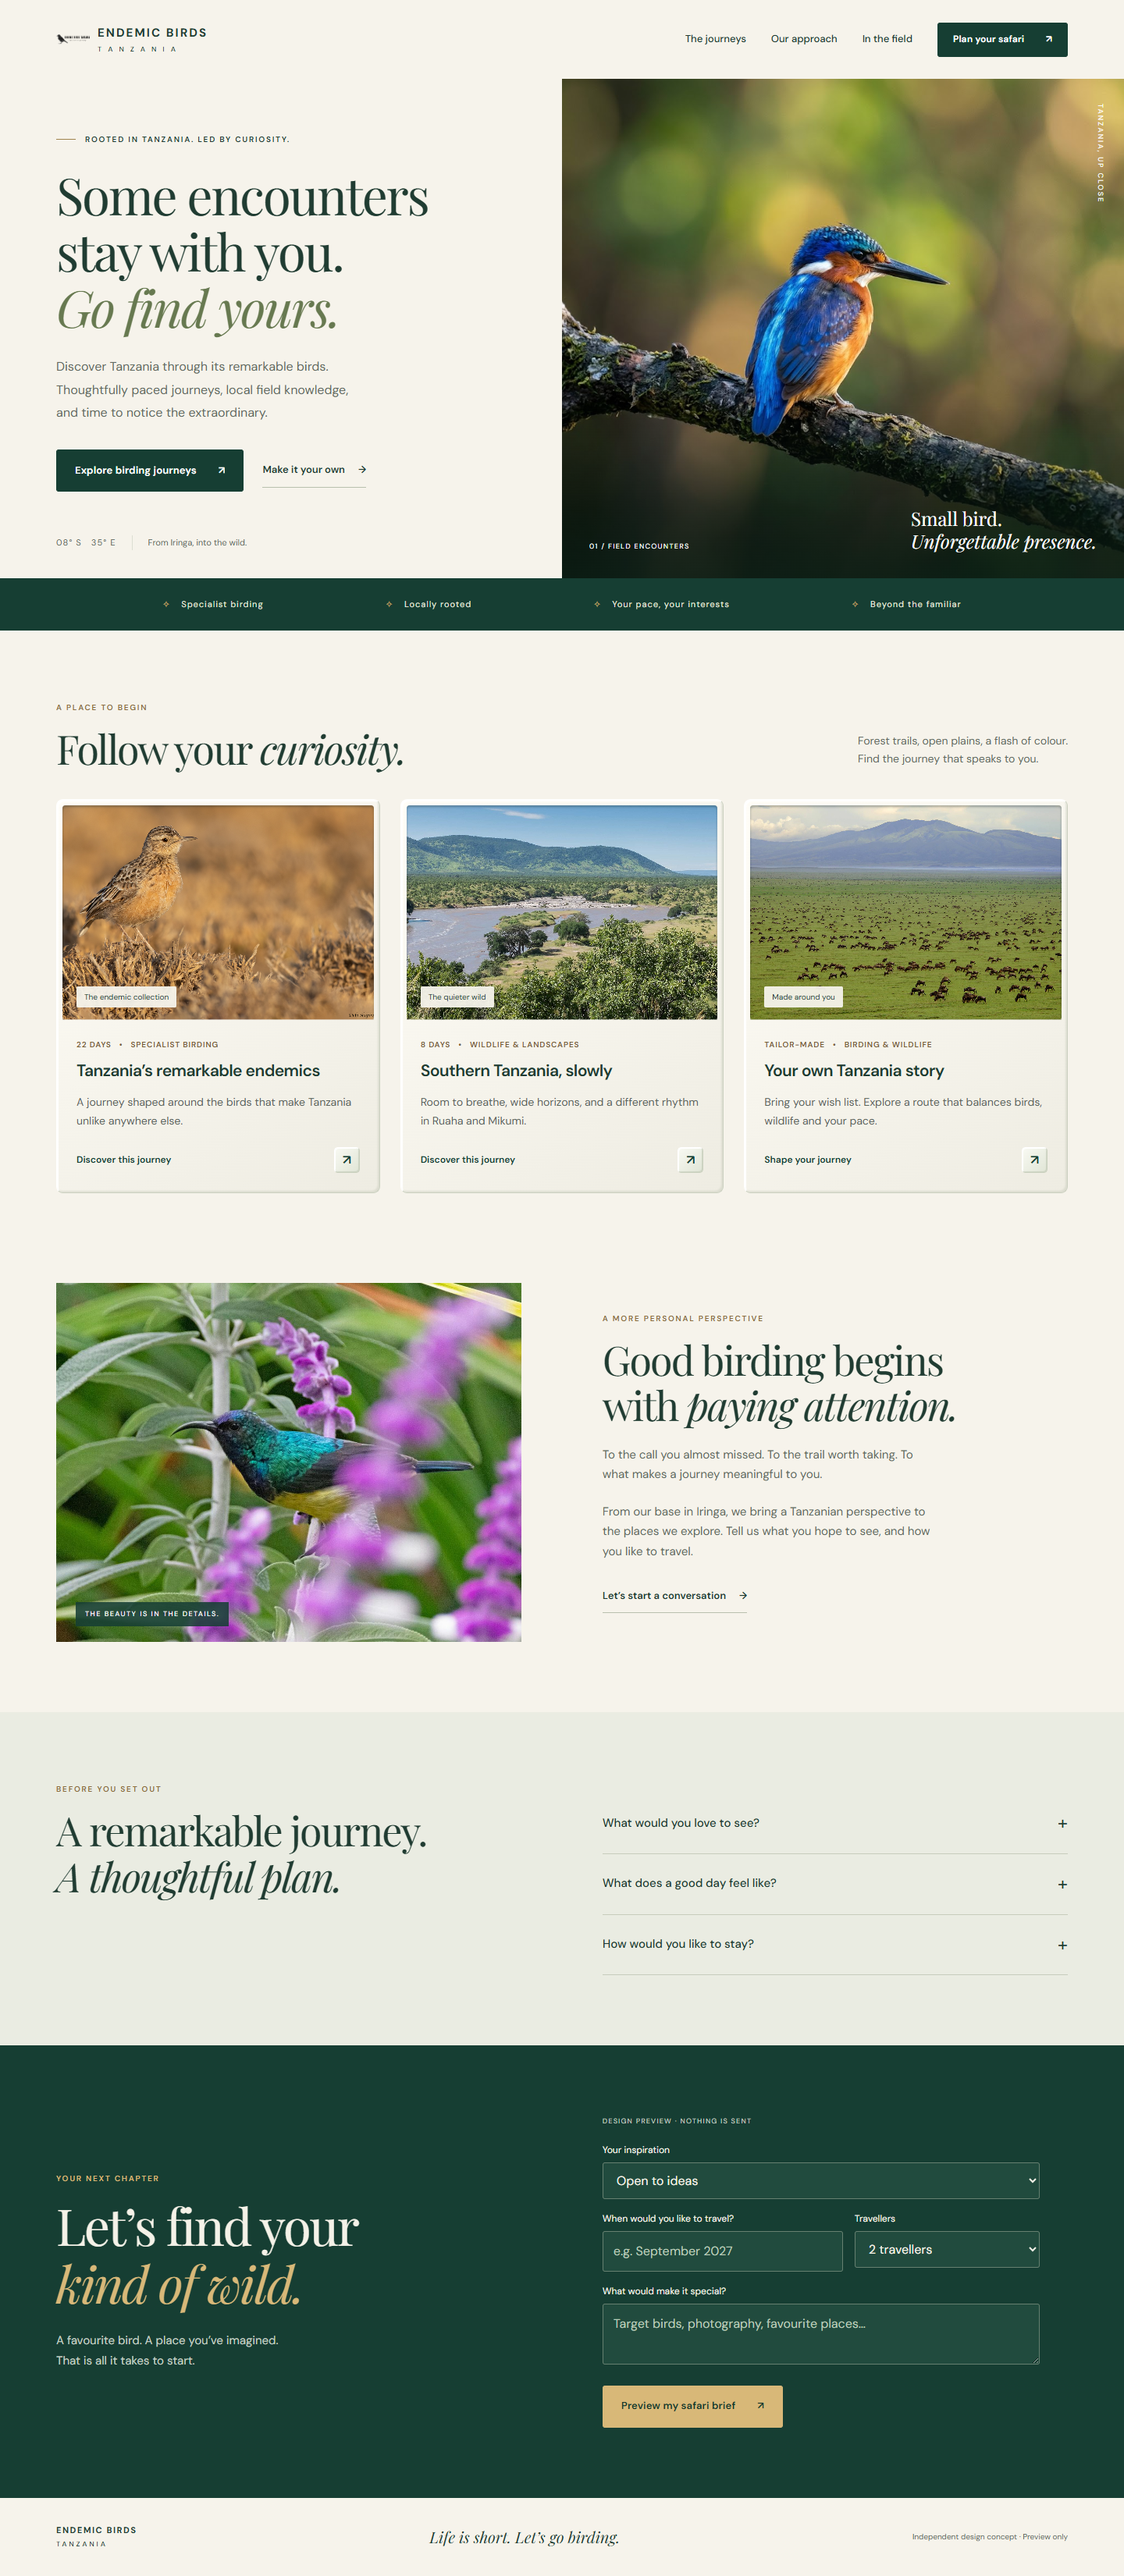 ENDEMIC BIRDS
TANZANIA
The journeys
Our approach
In the field
Plan your safari
ROOTED IN TANZANIA. LED BY CURIOSITY.
Some encounters
stay with you.
Go find yours.
Discover Tanzania through its remarkable birds.
Thoughtfully paced journeys, local field knowledge,
and time to notice the extraordinary.
Explore birding journeys
Make it your own
08° S 35° E
From Iringa, into the wild.
TANZANIA, UP CLOSE
01 / FIELD ENCOUNTERS
Small bird.
Unforgettable presence.
Specialist birding
Locally rooted
Your pace, your interests
Beyond the familiar
A PLACE TO BEGIN
Follow your curiosity.
Forest trails, open plains, a flash of colour.
Find the journey that speaks to you.
The endemic collection
22 DAYS • SPECIALIST BIRDING
Tanzania’s remarkable endemics
A journey shaped around the birds that make Tanzania
unlike anywhere else.
Discover this journey
The quieter wild
8 DAYS • WILDLIFE & LANDSCAPES
Southern Tanzania, slowly
Room to breathe, wide horizons, and a different rhythm
in Ruaha and Mikumi.
Discover this journey
Made around you
TAILOR-MADE • BIRDING & WILDLIFE
Your own Tanzania story
Bring your wish list. Explore a route that balances birds,
wildlife and your pace.
Shape your journey
THE BEAUTY IS IN THE DETAILS.
A MORE PERSONAL PERSPECTIVE
Good birding begins
with paying attention.
To the call you almost missed. To the trail worth taking. To
what makes a journey meaningful to you.
From our base in Iringa, we bring a Tanzanian perspective to
the places we explore. Tell us what you hope to see, and how
you like to travel.
Let’s start a conversation
BEFORE YOU SET OUT
A remarkable journey.
A thoughtful plan.
What would you love to see?
What does a good day feel like?
How would you like to stay?
YOUR NEXT CHAPTER
Let’s find your
kind of wild.
A favourite bird. A place you’ve imagined.
That is all it takes to start.
DESIGN PREVIEW · NOTHING IS SENT
Your inspiration
Open to ideas
When would you like to travel?
Travellers
e.g. September 2027
2 travellers
What would make it special?
Target birds, photography, favourite places...
Preview my safari brief
ENDEMIC BIRDS
TANZANIA
Life is short. Let’s go birding.
Independent design concept · Preview only